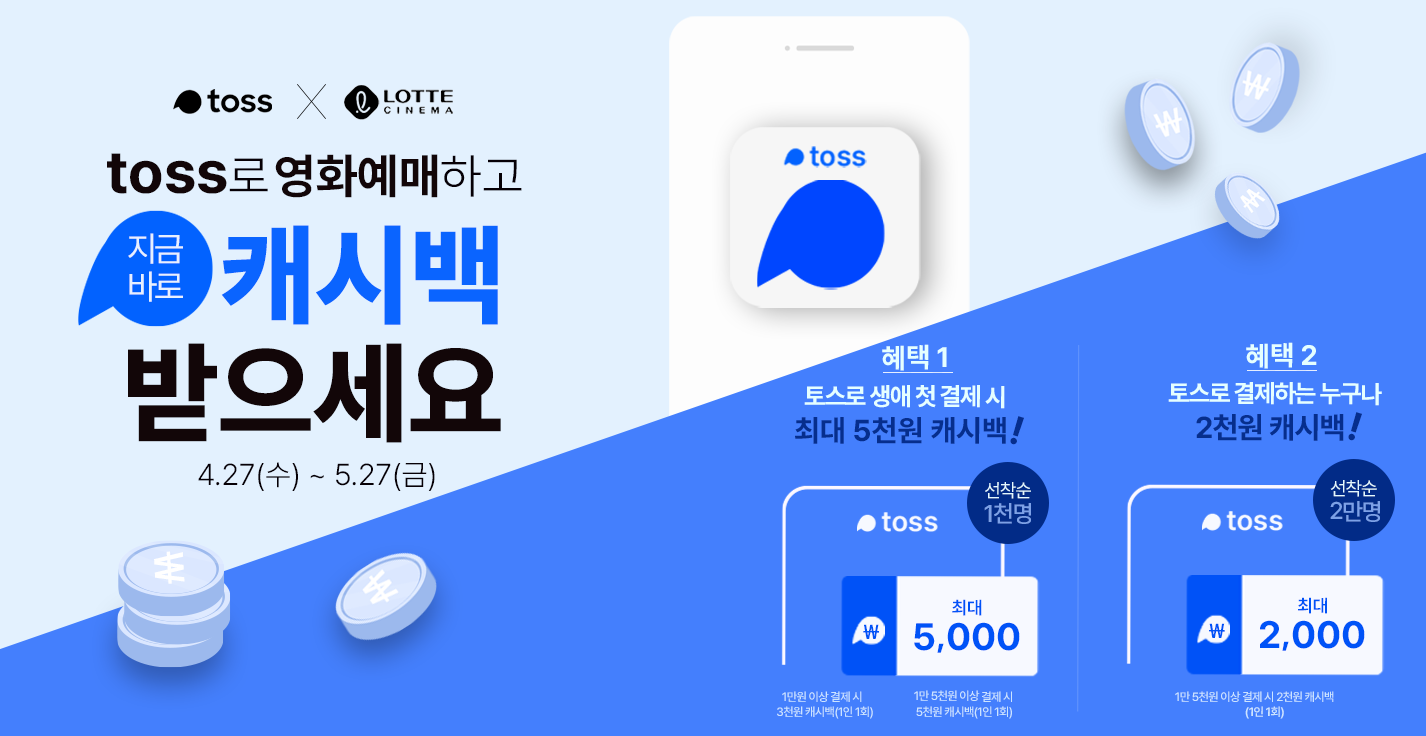 toss LOTTE CINEMA
toss로 영화예매하고
지금
바로
캐시백
받으세요
4.27(수) ~ 5.27(금)
toss
혜택 1
토스로 생애 첫 결제 시
최대 5천원 캐시백!
선착순
1천명
toss
₩
최대
5,000
1만원 이상 결제 시
3천원 캐시백(1인 1회)
1만 5천원 이상 결제 시
5천원 캐시백(1인 1회)
혜택 2
토스로 결제하는 누구나
2천원 캐시백!
선착순
2만명
toss
₩
최대
2,000
1만 5천원 이상 결제 시 2천원 캐시백
(1인 1회)
₩
₩
₩
₩
₩